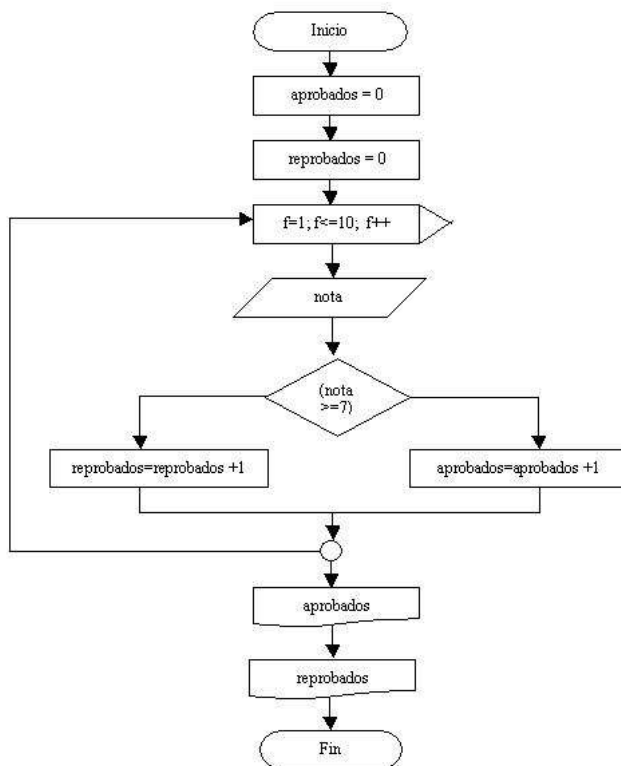 Inicio
aprobados = 0
reprobados = 0
f=1; f<=10; f++
nota
(nota
>=7)
reprobados=reprobados +1
aprobados=aprobados +1
aprobados
reprobados
Fin